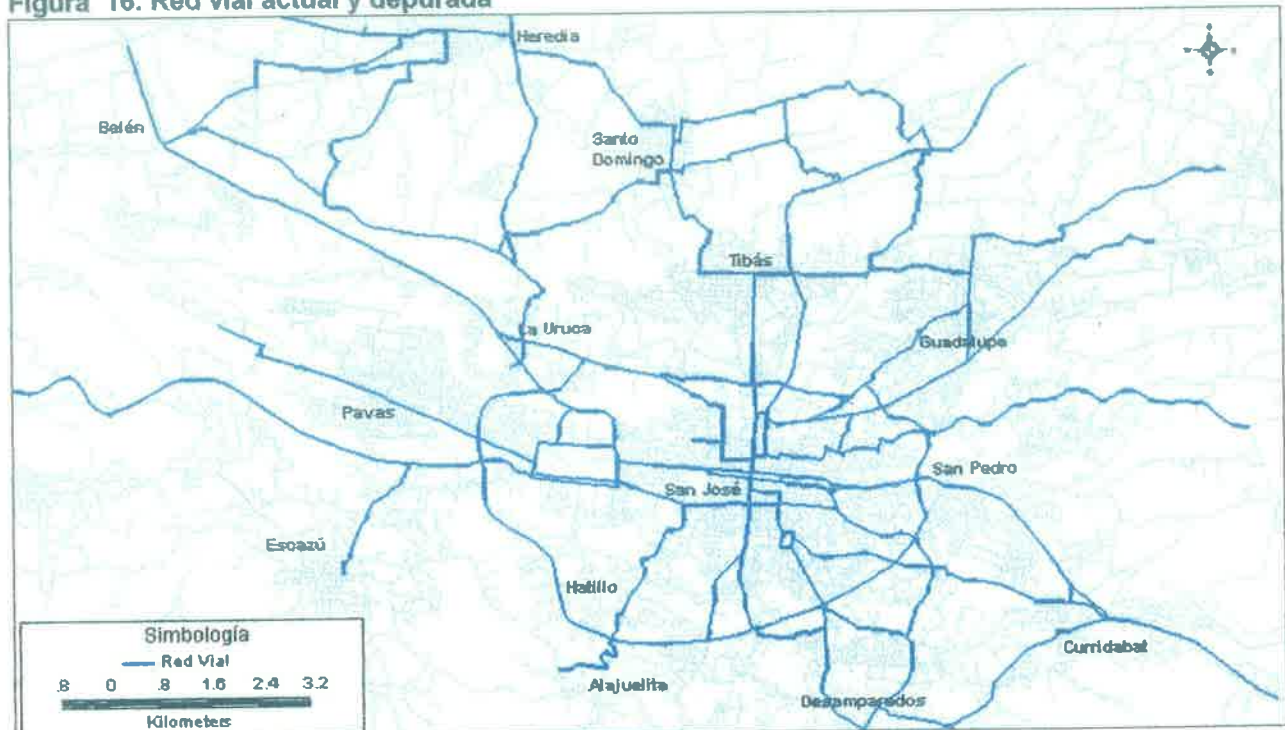 Figura 16. Red vial actual y depurada
Heredia
Belén
Santo
Domingo
Tibás
La Uruca
Guadalupe
Pavas
San Pedro
San José
Escazú
Hatillo
Curridabat
Alajuelita
Desamparados
Simbología
Red Vial
.8 0 .8 1.6 2.4 3.2
Kilometers